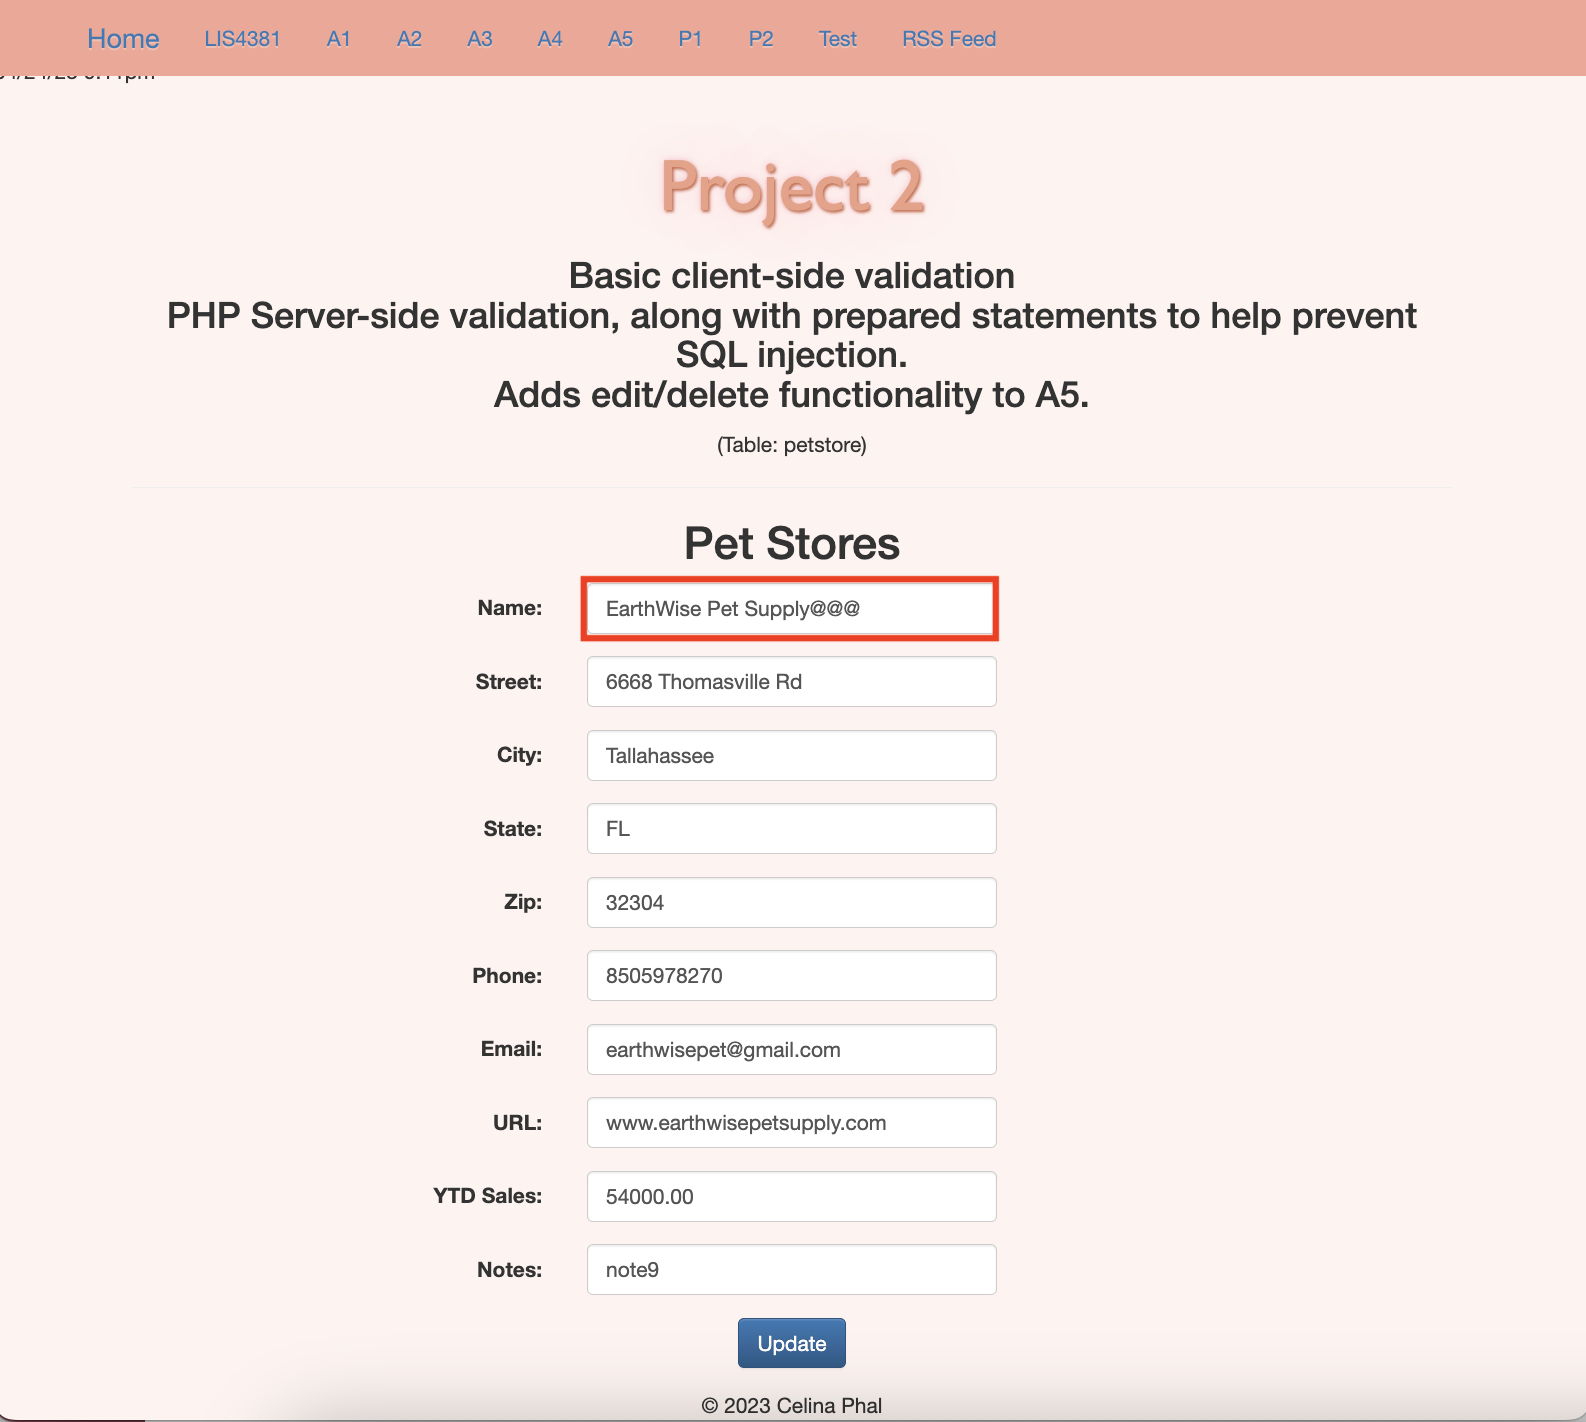 Home LIS4381 A1 A2 A3 A4 A5 P1 P2 Test RSS Feed
Project 2
Basic client-side validation
PHP Server-side validation, along with prepared statements to help prevent
SQL injection.
Adds edit/delete functionality to A5.
(Table: petstore)
Pet Stores
Name: EarthWise Pet Supply@@@
Street: 6668 Thomasville Rd
City: Tallahassee
State: FL
Zip: 32304
Phone: 8505978270
Email: earthwisepet@gmail.com
URL: www.earthwisepetsupply.com
YTD Sales: 54000.00
Notes: note9
Update
© 2023 Celina Phal